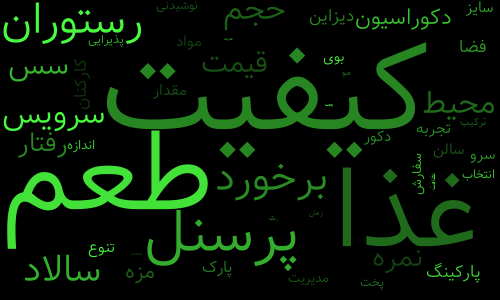 نوشیدنی
سایز
حجم
رستوران
دکوراسیون
دیزاین
پذیرایی
مواد
فضا
سس
قیمت
بوی
منو
کارکنان
کیفیت
مقدار
محیط
سرویس
ترکیب
تجربه
دکور
رفتار
اندازه
سالن
سرو
طعم
برخورد
سفارش
غذا
انتخاب
زمان
پرسنل
تنوع
نمره
سالاد
مزه
پارک
پارکینگ
مدیریت
پخت